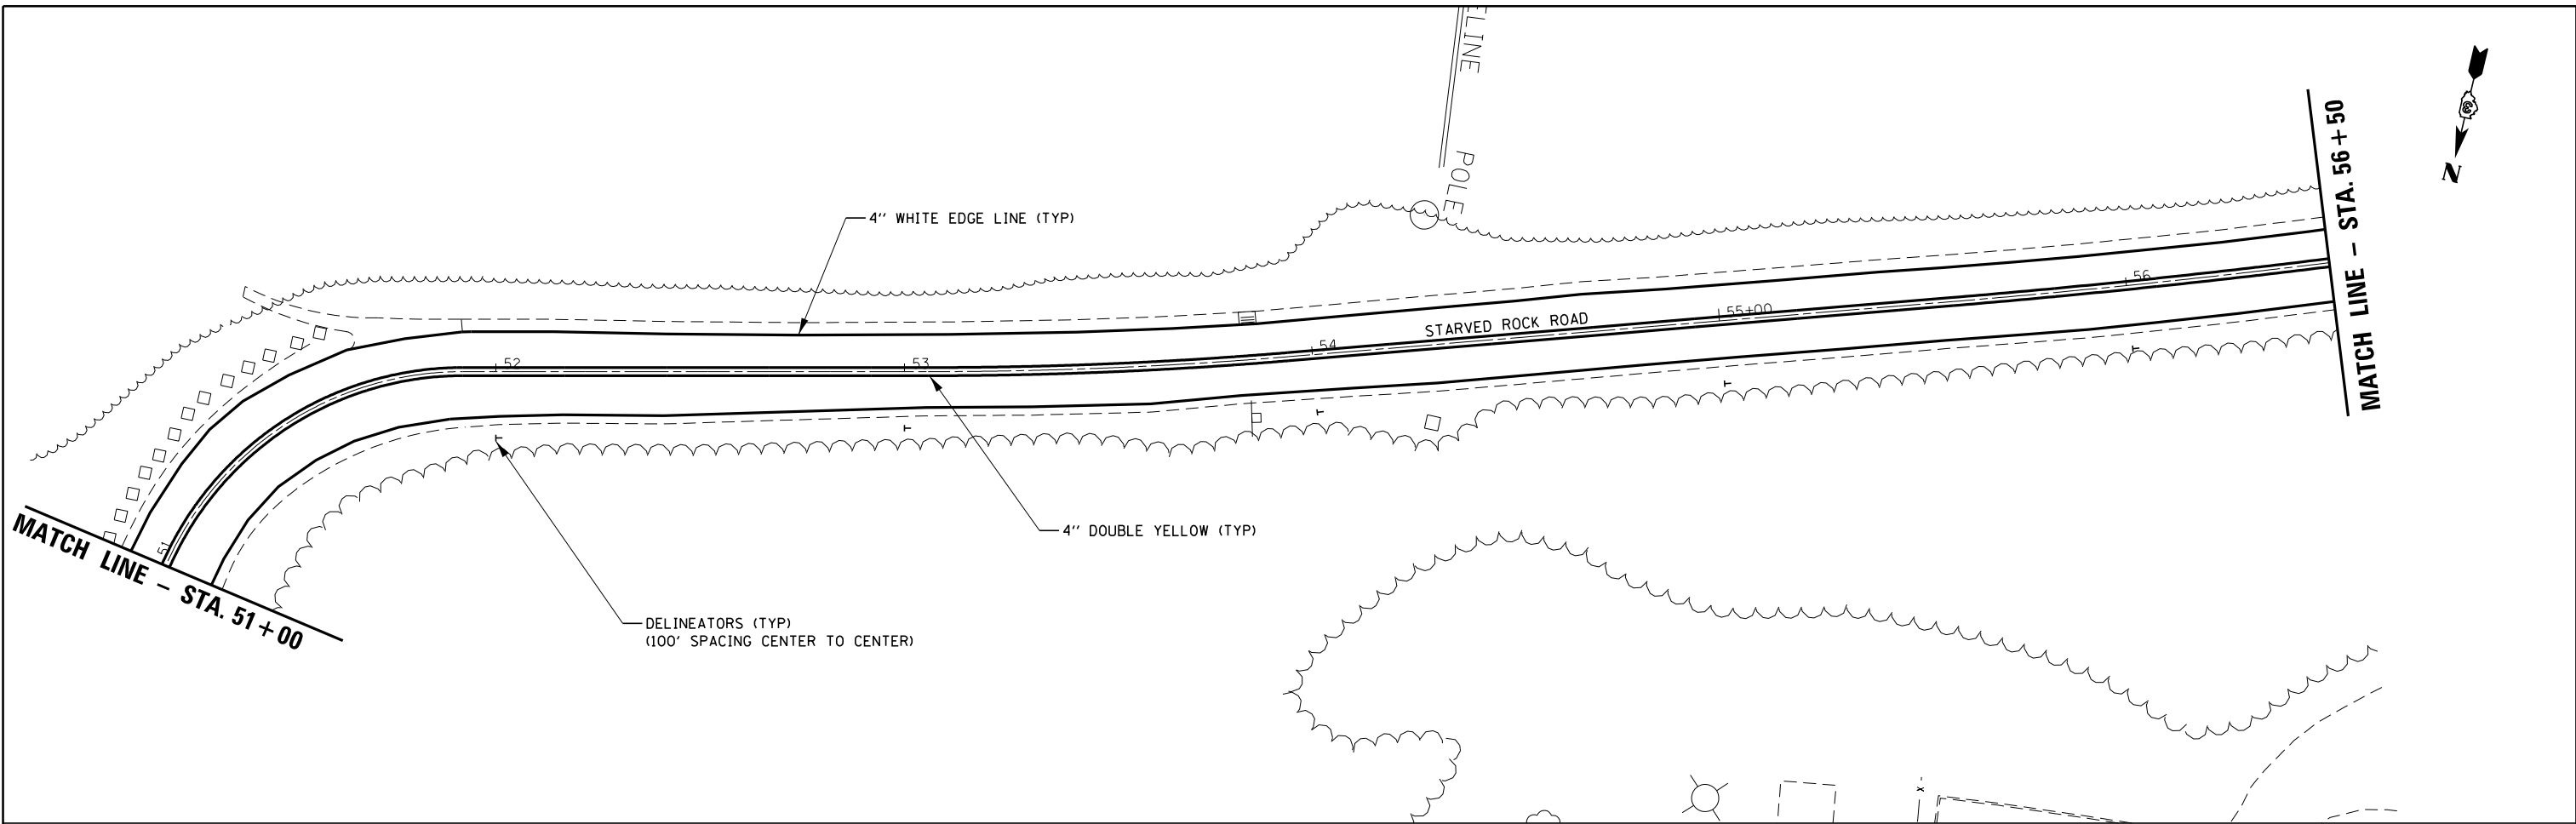 ELINE
POLE
N
MATCH LINE - STA. 56+50
4'' WHITE EDGE LINE (TYP)
56
55+00
STARVED ROCK ROAD
54
53
52
51
4'' DOUBLE YELLOW (TYP)
MATCH LINE - STA. 51+00
DELINEATORS (TYP)
(100' SPACING CENTER TO CENTER)